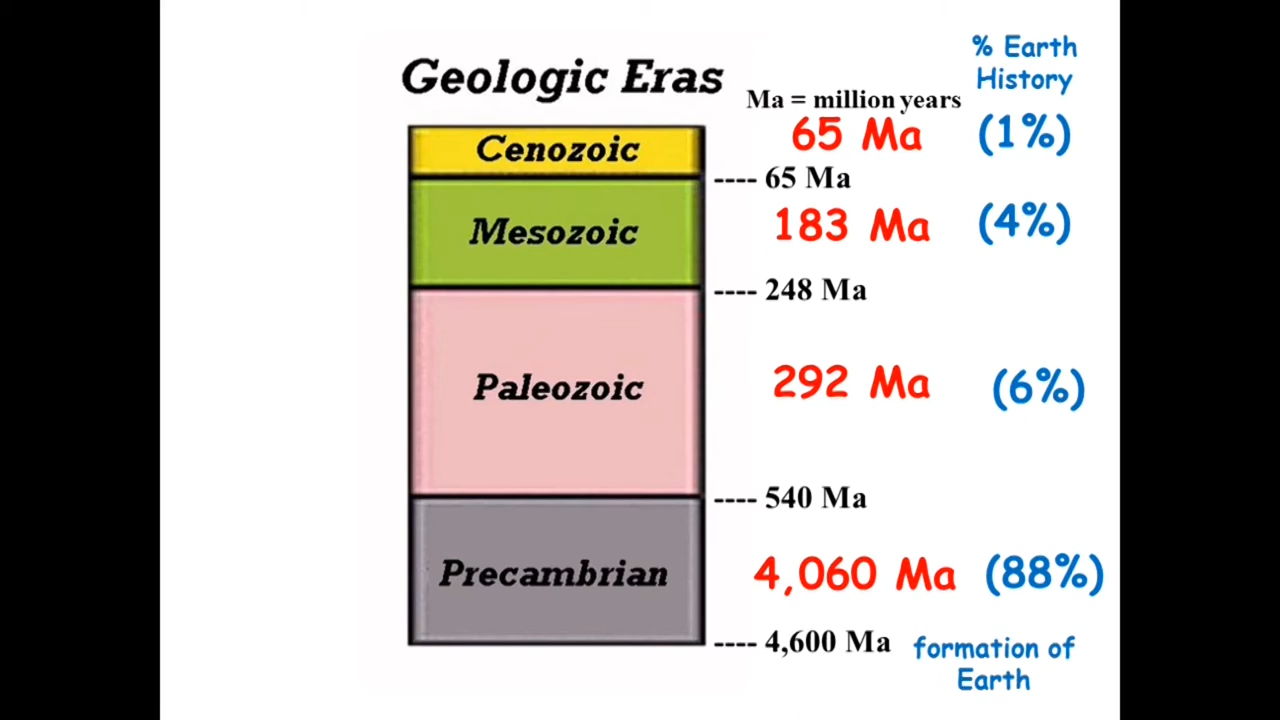 % Earth
History
Geologic Eras
Ma = million years
Cenozoic
65 Ma
(1%)
---- 65 Ma
Mesozoic
183 Ma
(4%)
---- 248 Ma
Paleozoic
292 Ma
(6%)
---- 540 Ma
Precambrian
4,060 Ma
(88%)
---- 4,600 Ma
formation of
Earth